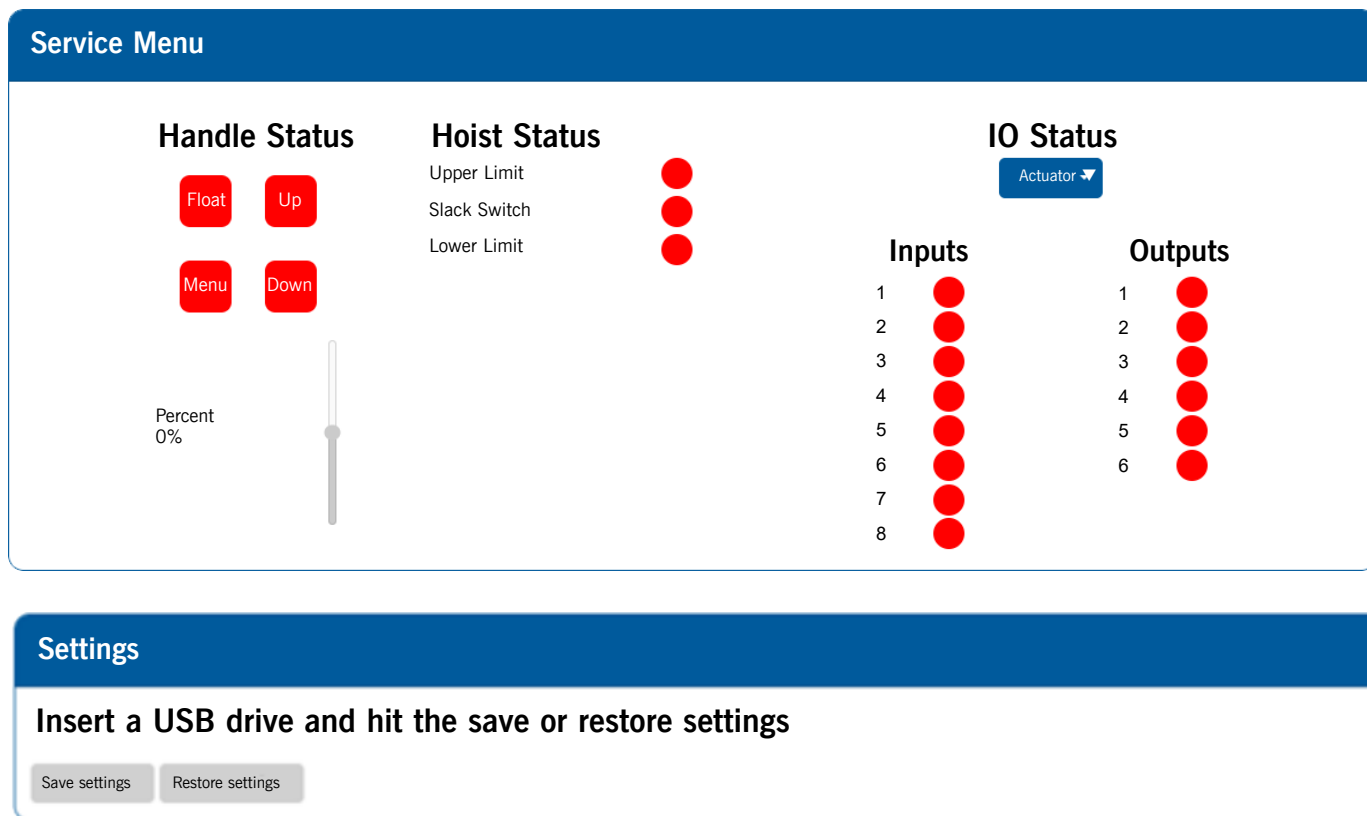 Service Menu
Handle Status
Float Up
Menu Down
Percent
0%
Hoist Status
Upper Limit
Slack Switch
Lower Limit
IO Status
Actuator
Inputs
1
2
3
4
5
6
7
8
Outputs
1
2
3
4
5
6
Settings
Insert a USB drive and hit the save or restore settings
Save settings Restore settings